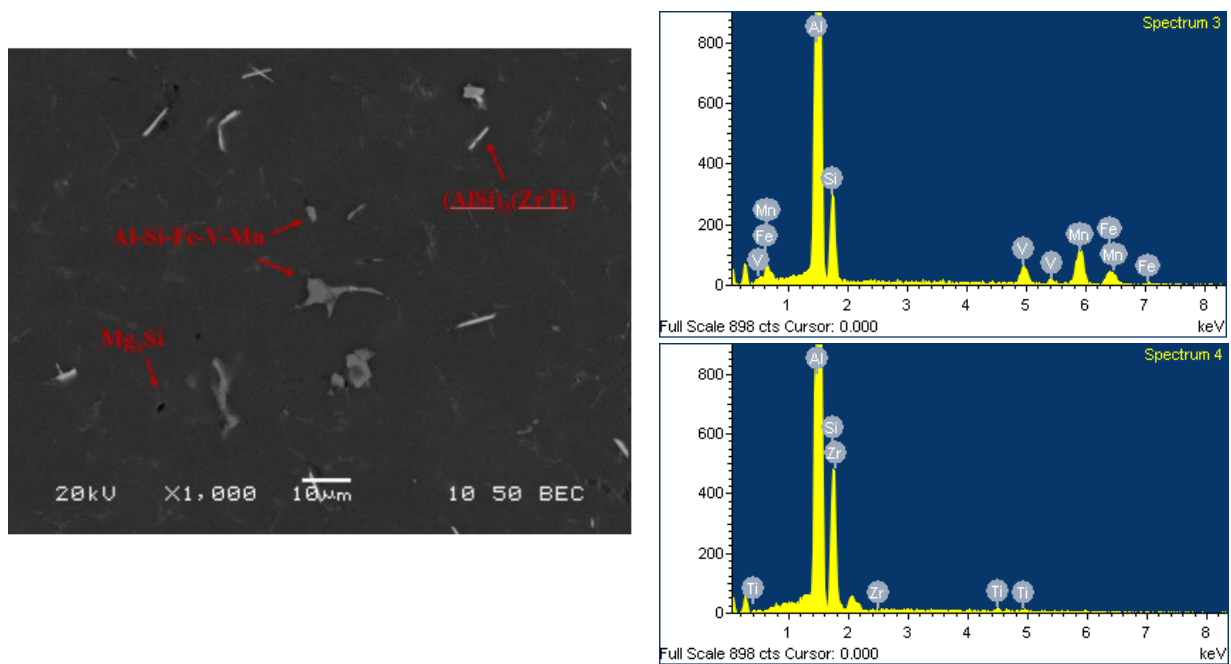 (AlSi)₃(ZrTi)
Al-Si-Fe-V-Mn
Mg₂Si
20kV X1,000 10µm 10 50 BEC
Spectrum 3
800
600
400
200
0
Al
Si
Mn
Fe
V
V
V
Mn
Fe
Mn
Fe
1 2 3 4 5 6 7 8
Full Scale 898 cts Cursor: 0.000 keV
Spectrum 4
800
600
400
200
0
Al
Si
Zr
Ti
Zr
Ti
Ti
1 2 3 4 5 6 7 8
Full Scale 898 cts Cursor: 0.000 keV